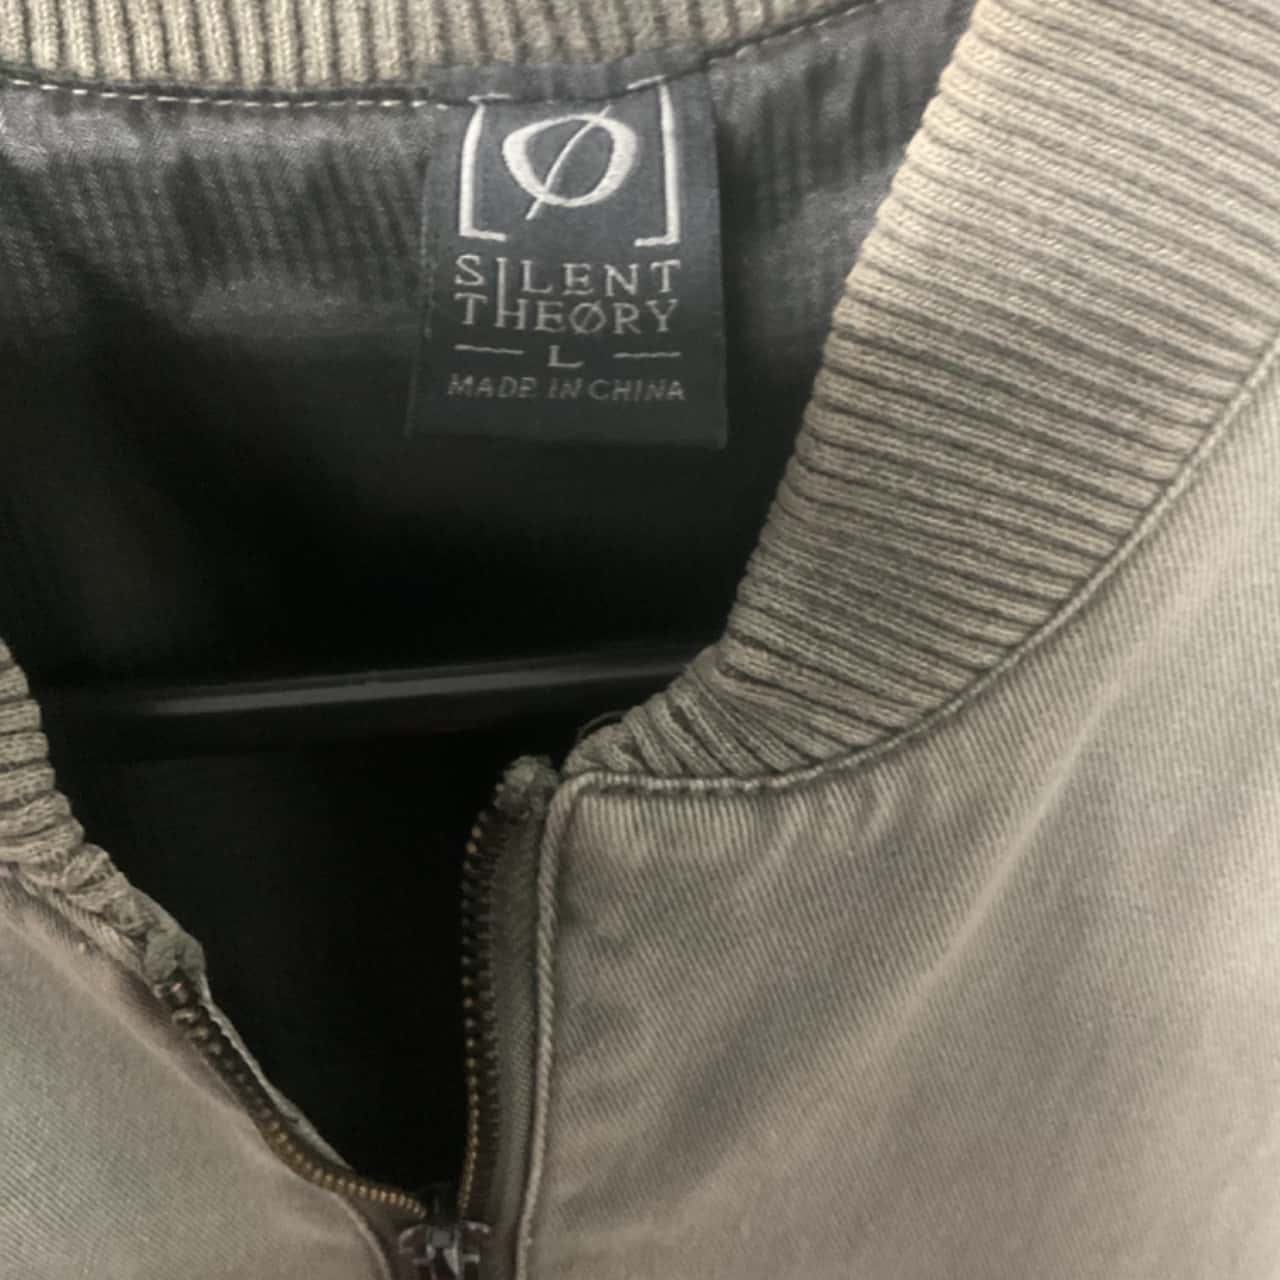 [Ø]
SILENT
THEØRY
— L —
MADE IN CHINA